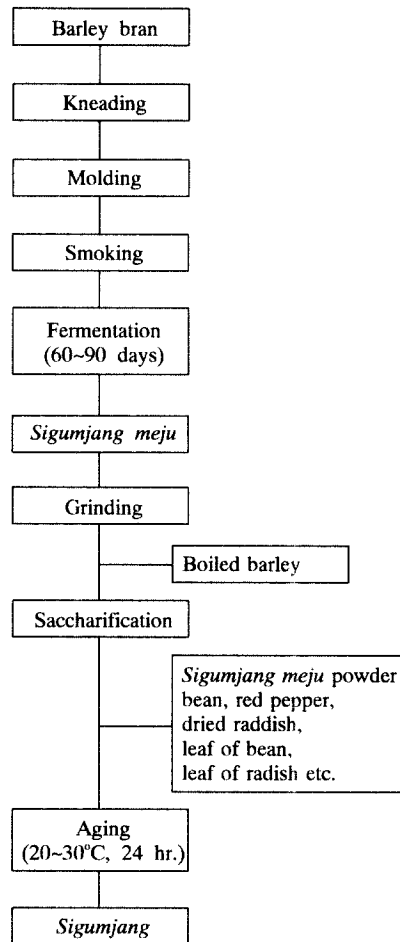 Barley bran
Kneading
Molding
Smoking
Fermentation
(60~90 days)
Sigumjang meju
Grinding
Boiled barley
Saccharification
Sigumjang meju powder
bean, red pepper,
dried raddish,
leaf of bean,
leaf of radish etc.
Aging
(20~30°C, 24 hr.)
Sigumjang